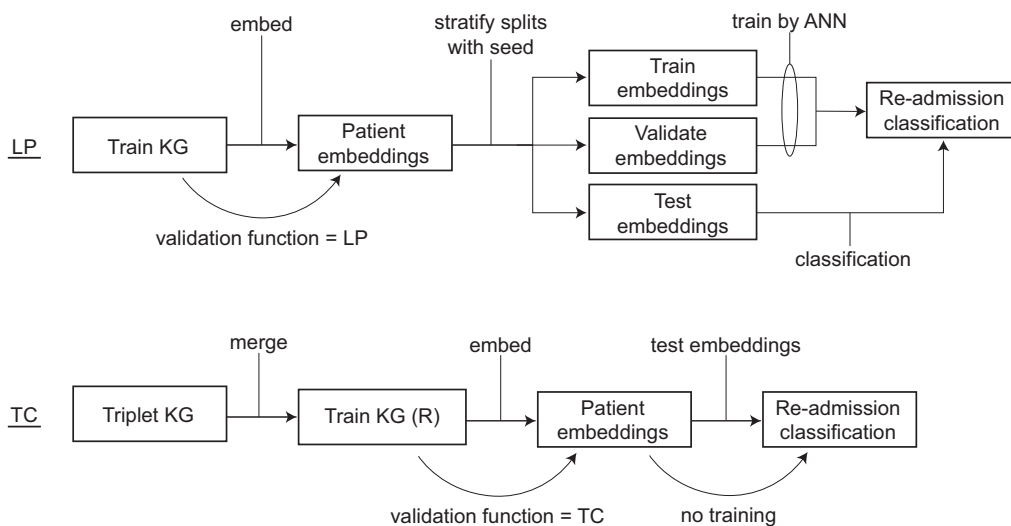 embed
stratify splits
with seed
train by ANN
LP
Train KG
Patient
embeddings
Train
embeddings
Validate
embeddings
Test
embeddings
Re-admission
classification
validation function = LP
classification
merge
embed
test embeddings
TC
Triplet KG
Train KG (R)
Patient
embeddings
Re-admission
classification
validation function = TC
no training